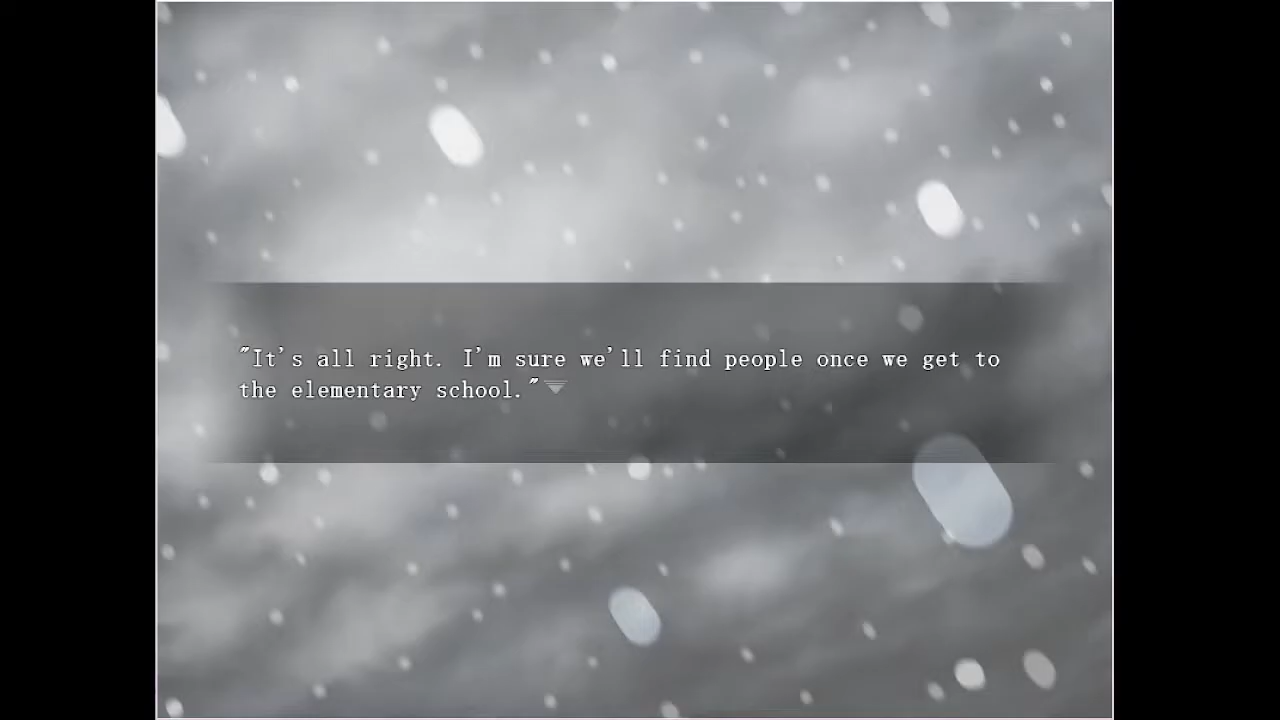 "It's all right. I'm sure we'll find people once we get to
the elementary school."